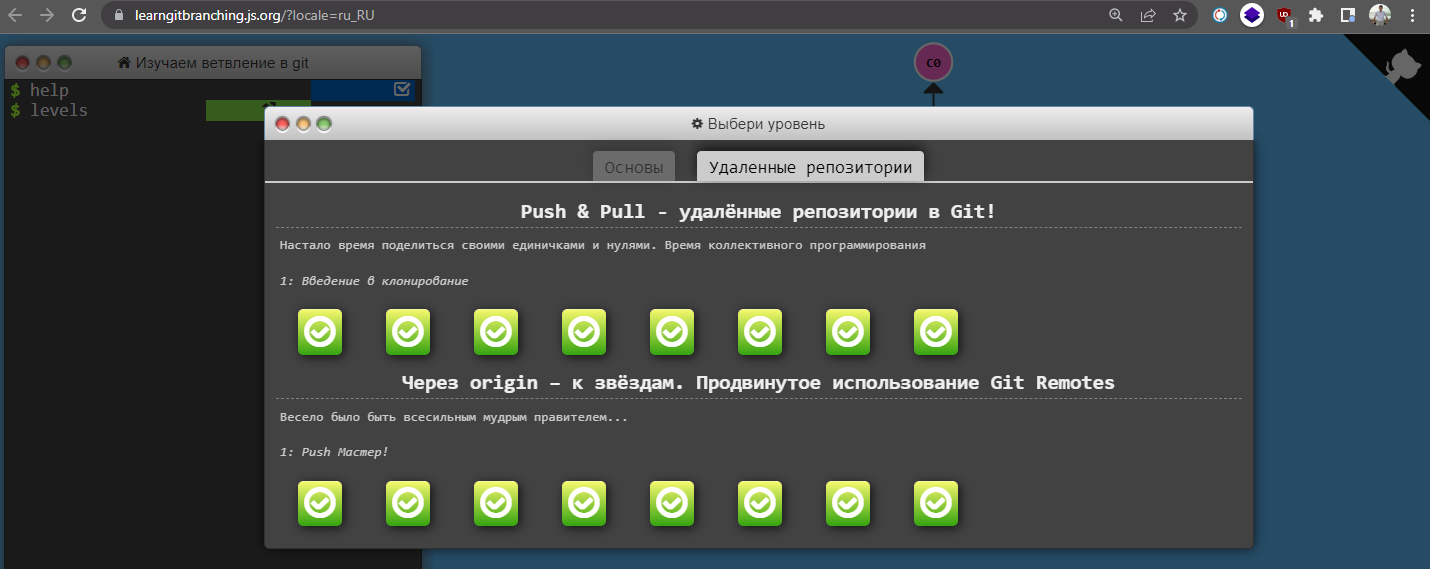 learngitbranching.js.org/?locale=ru_RU
1
Изучаем ветвление в git
C0
$ help
$ levels
Выбери уровень
Основы
Удаленные репозитории
Push & Pull - удалённые репозитории в Git!
Настало время поделиться своими единичками и нулями. Время коллективного программирования
1: Введение в клонирование
Через origin – к звёздам. Продвинутое использование Git Remotes
Весело было быть всесильным мудрым правителем...
1: Push Мастер!